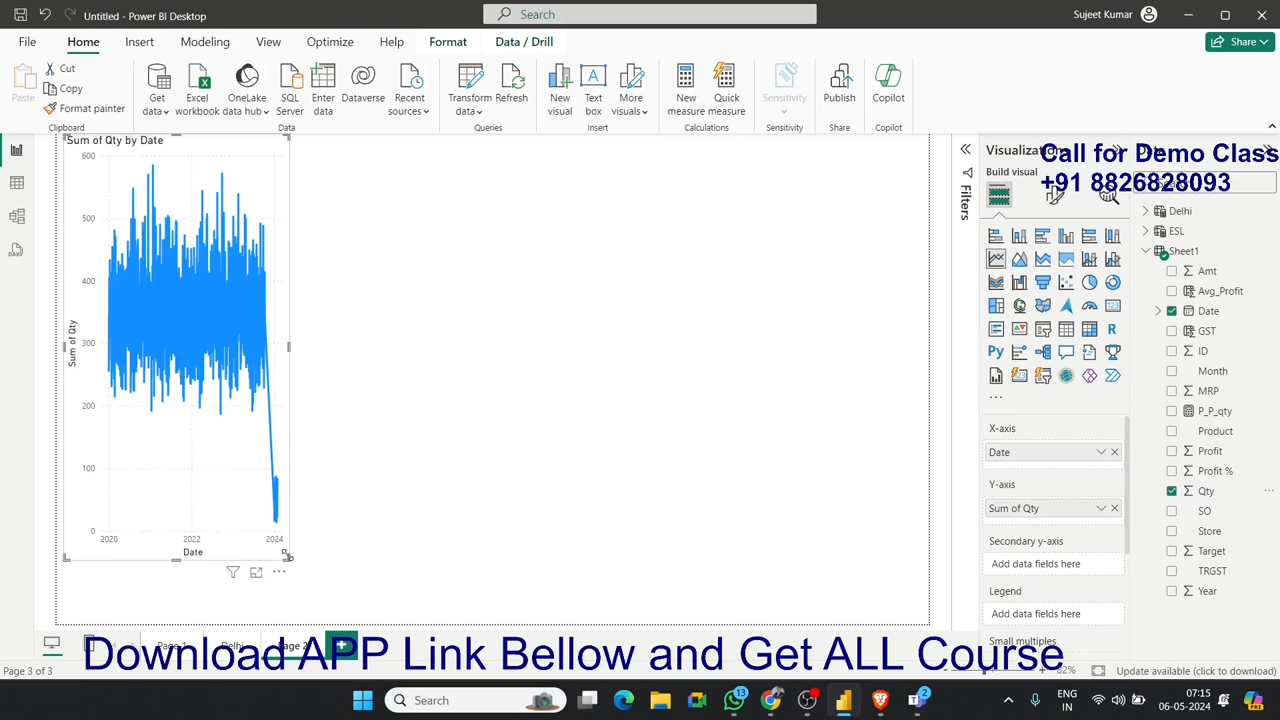 Untitled - Power BI Desktop
Search
Sujeet Kumar
File
Home
Insert
Modeling
View
Optimize
Help
Format
Data / Drill
Share
Paste
Cut
Copy
Format painter
Clipboard
Get data
Excel workbook
OneLake data hub
SQL Server
Enter data
Dataverse
Recent sources
Data
Transform data
Refresh
Queries
New visual
Text box
More visuals
Insert
New measure
Quick measure
Calculations
Sensitivity
Sensitivity
Publish
Share
Copilot
Copilot
Sum of Qty by Date
600
500
400
300
200
100
0
Sum of Qty
2020
2022
2024
Date
Filters
Visualizations
Build visual
Call for Demo Class
+91 8826828093
X-axis
Date
Y-axis
Sum of Qty
Secondary y-axis
Add data fields here
Legend
Add data fields here
Small multiples
Delhi
ESL
Sheet1
Amt
Avg_Profit
Date
GST
ID
Month
MRP
P_P_qty
Product
Profit
Profit %
Qty
SO
Store
Target
TRGST
Year
Page 1
Delhi
Page 2
Download APP Link Bellow and Get ALL Course
Page 3 of 3
Update available (click to download)
Search
13
2
ENG
IN
07:15
06-05-2024